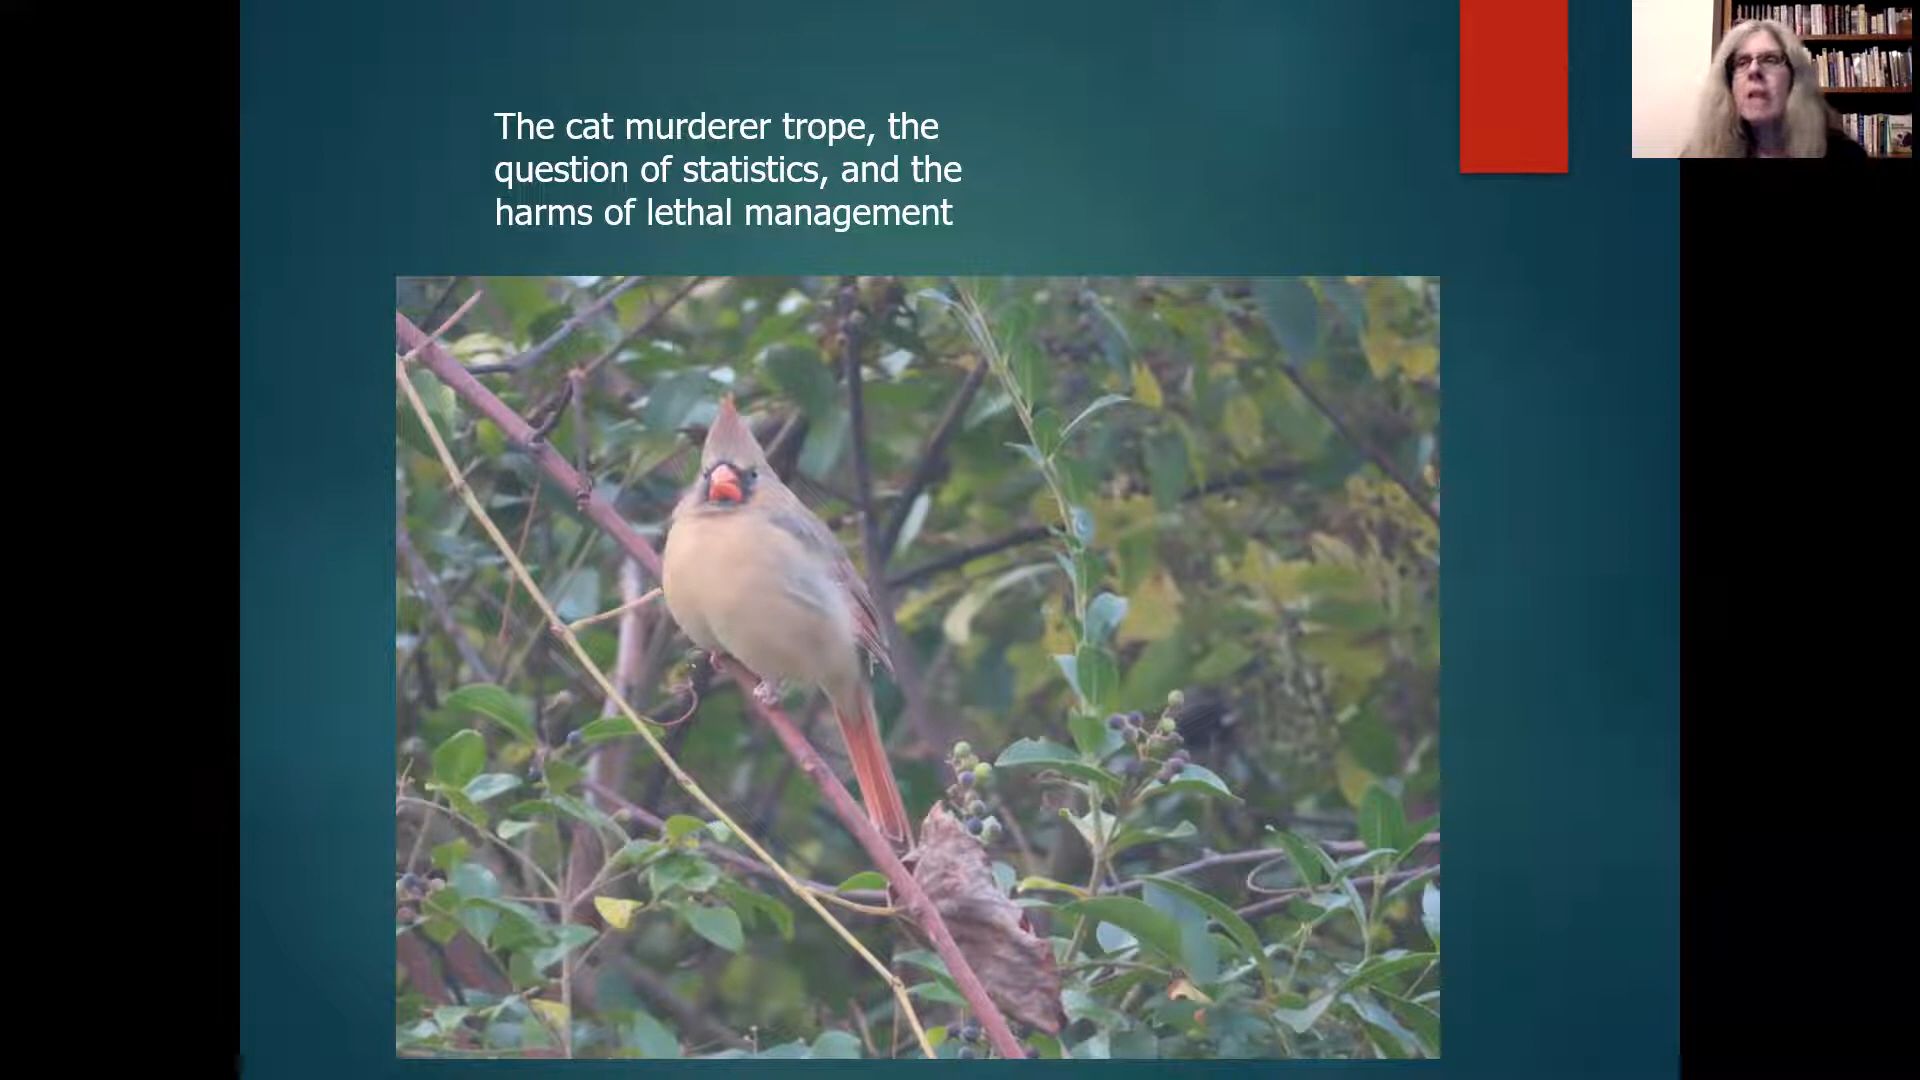 The cat murderer trope, the
question of statistics, and the
harms of lethal management